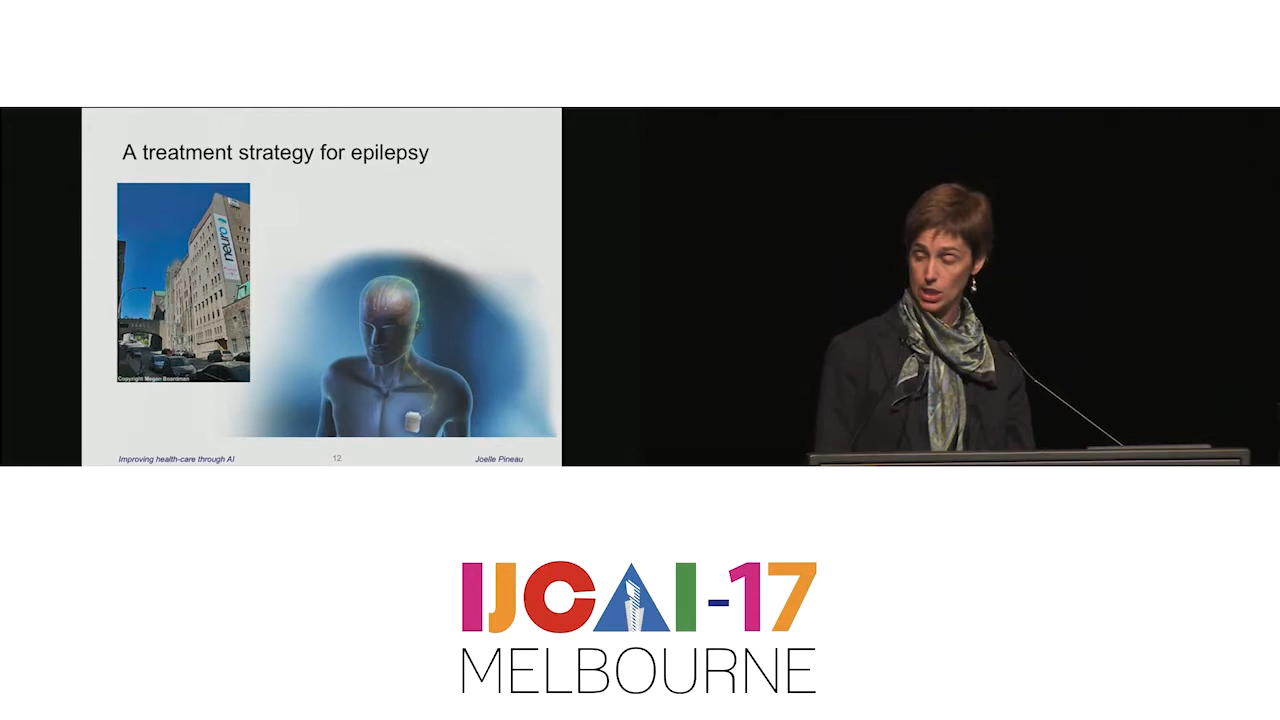 A treatment strategy for epilepsy
neuro
Copyright Megan Boardman
Improving health-care through AI
12
Joelle Pineau
IJCAI-17
MELBOURNE